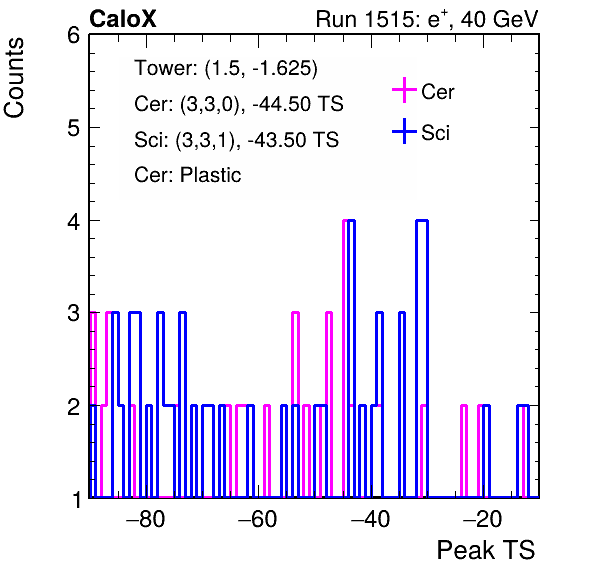 CaloX Run 1515: e⁺, 40 GeV
Counts
6
Tower: (1.5, -1.625)
Cer: (3,3,0), -44.50 TS
Sci: (3,3,1), -43.50 TS
Cer: Plastic
Cer
Sci
5
4
3
2
1
−80 −60 −40 −20
Peak TS